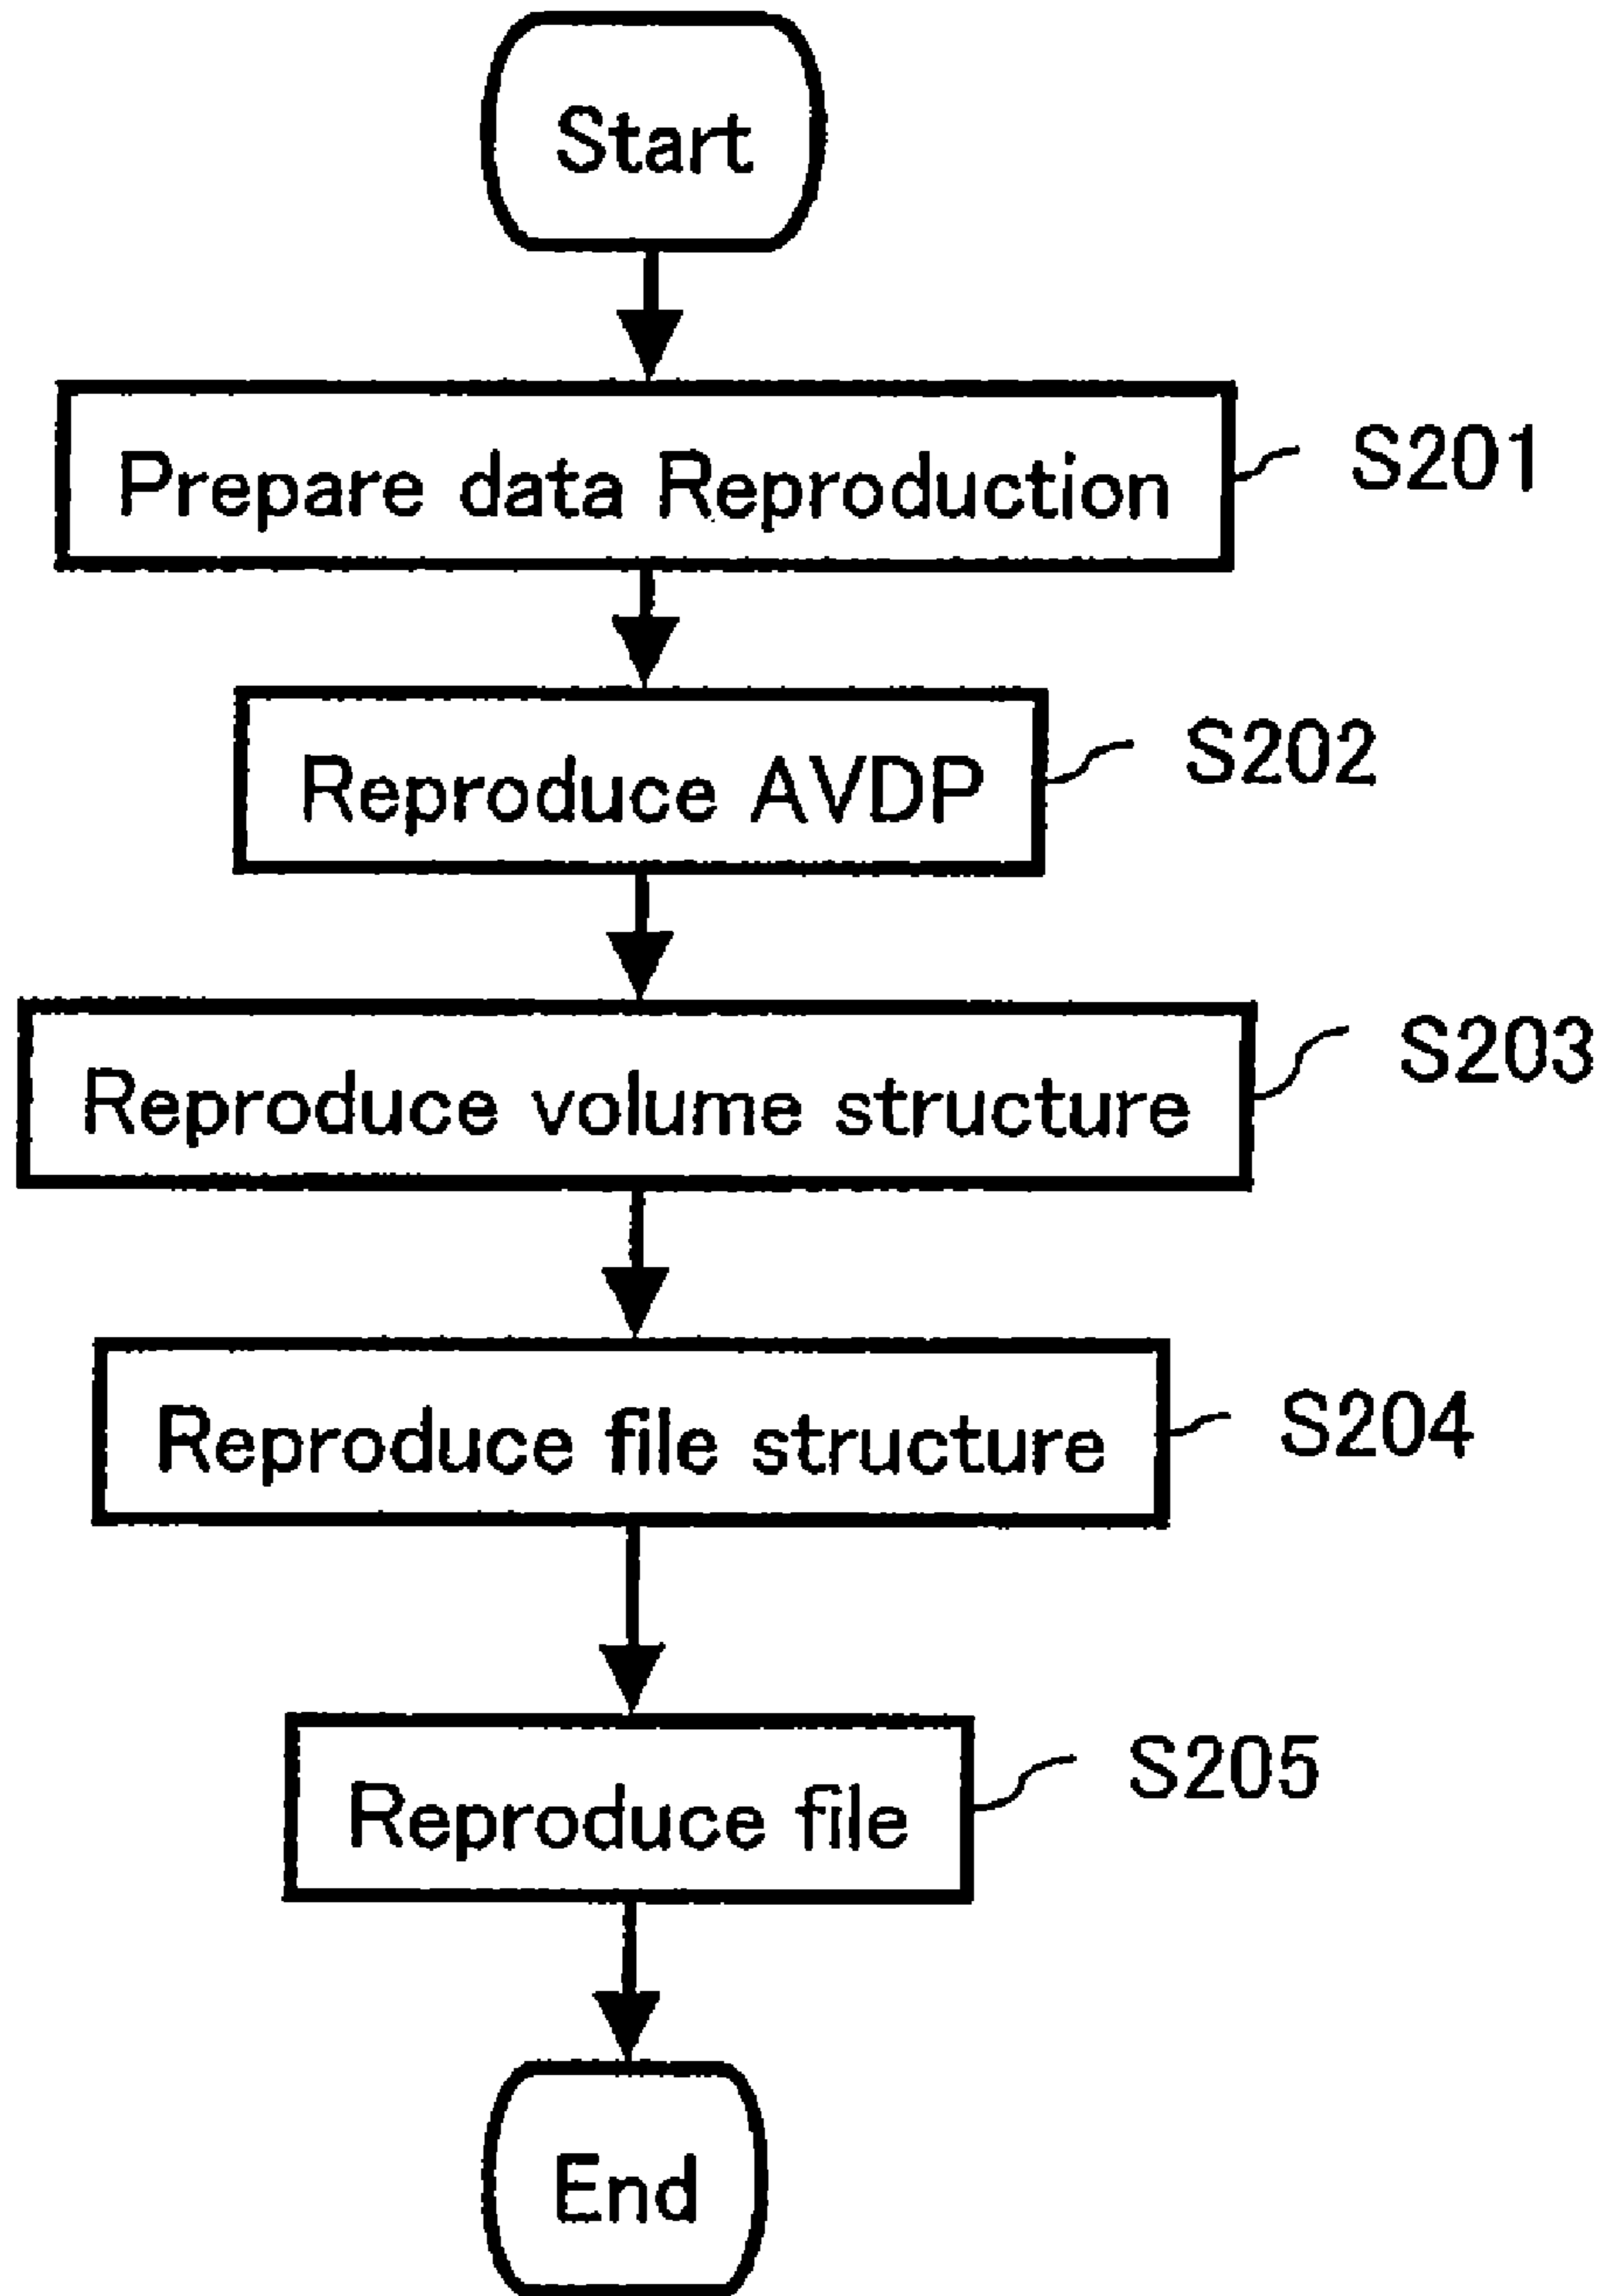 Start
Prepare data Reproduction
S201
Reproduce AVDP
S202
Reproduce volume structure
S203
Reproduce file structure
S204
Reproduce file
S205
End